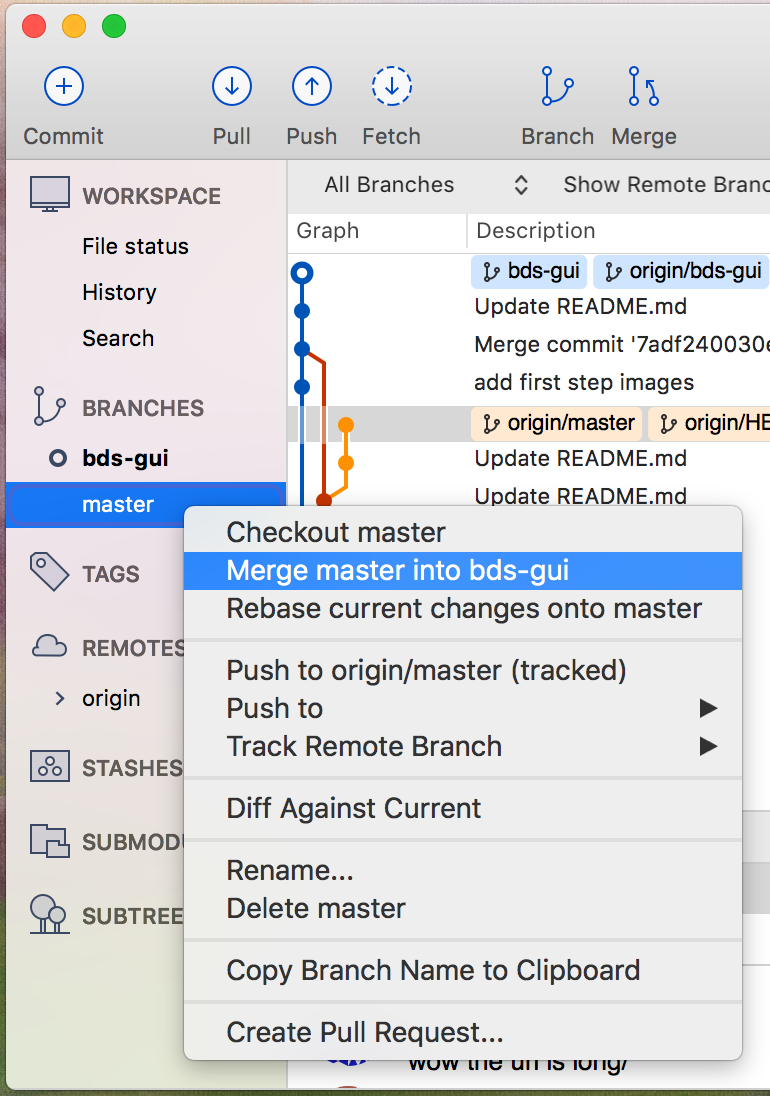 Commit Pull Push Fetch Branch Merge
WORKSPACE
File status
History
Search
BRANCHES
bds-gui
master
TAGS
REMOTES
origin
STASHES
SUBMODU
SUBTREE
All Branches Show Remote Branc
Graph Description
bds-gui origin/bds-gui
Update README.md
Merge commit '7adf240030e
add first step images
origin/master origin/HE
Update README.md
Update README.md
Checkout master
Merge master into bds-gui
Rebase current changes onto master
Push to origin/master (tracked)
Push to
Track Remote Branch
Diff Against Current
Rename...
Delete master
Copy Branch Name to Clipboard
Create Pull Request...
wow the url is long/